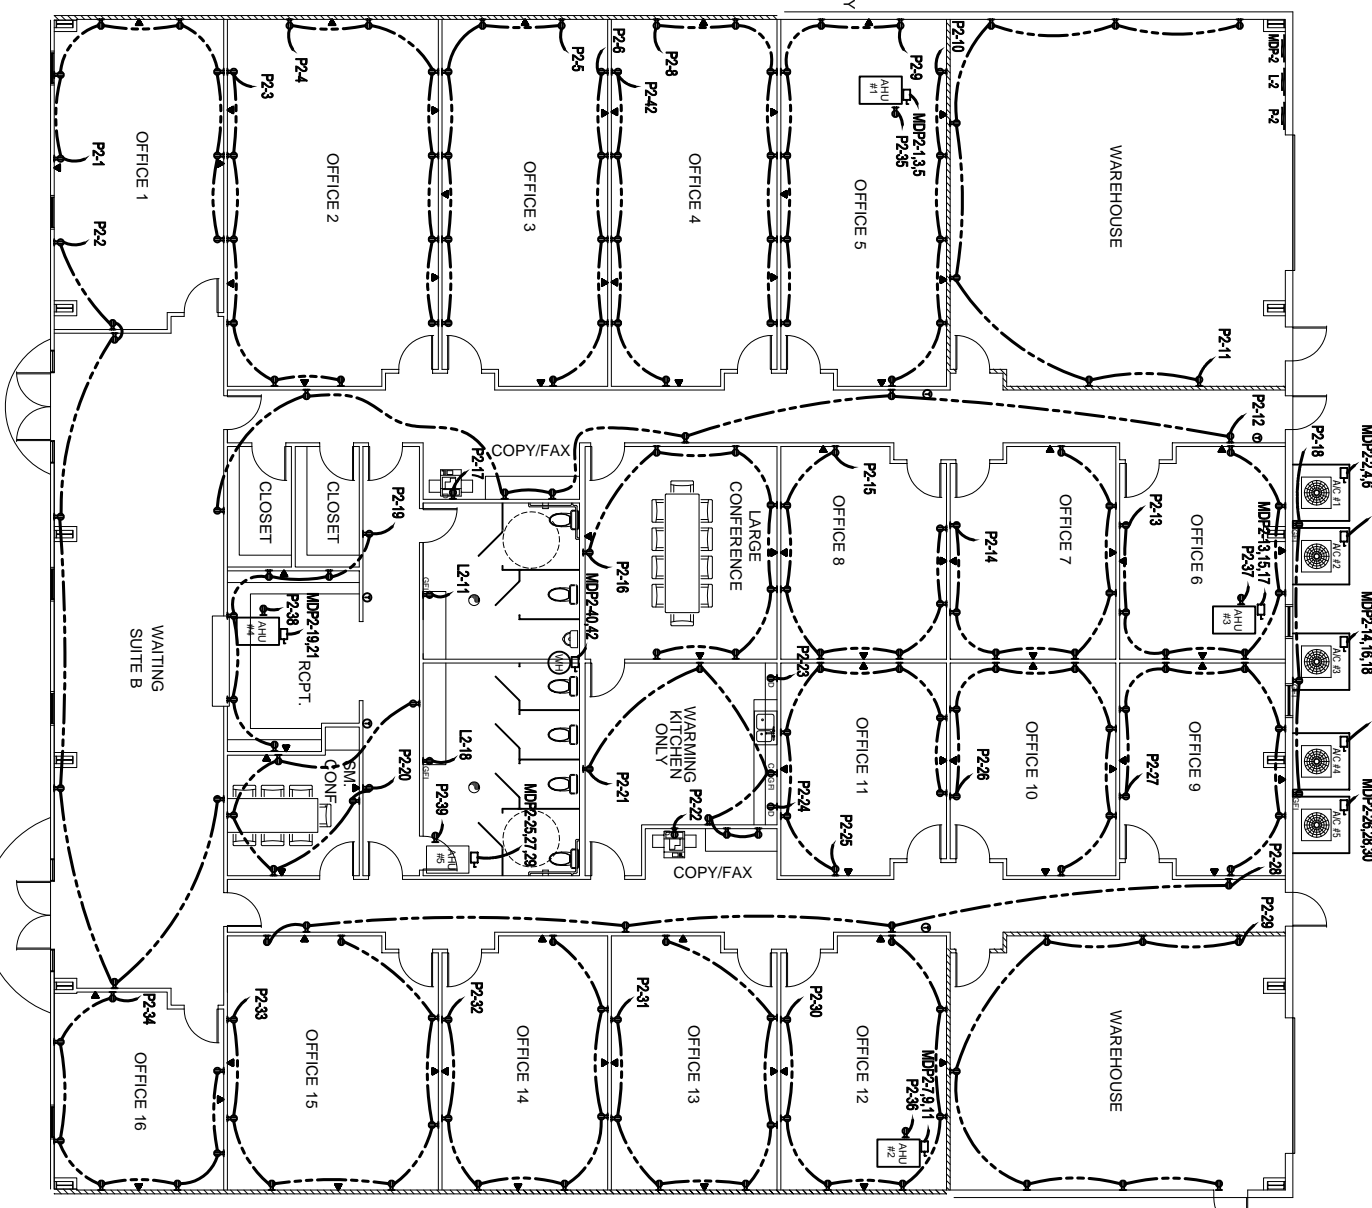 Y
P2-10
MDP-2
L-2
P-2
P2-3
P2-4
P2-5
P2-6
P2-42
P2-8
P2-9
AHU
#1
MDP2-1,3,5
P2-35
P2-1
P2-2
OFFICE 1
OFFICE 2
OFFICE 3
OFFICE 4
OFFICE 5
WAREHOUSE
P2-11
P2-12
P2-18
MDP2-2,4,6
COPY/FAX
P2-17
CLOSET
CLOSET
P2-19
LARGE
CONFERENCE
P2-15
OFFICE 8
P2-14
OFFICE 7
P2-13
OFFICE 6
MDP2-13,15,17
P2-37
AHU
#3
A/C #1
A/C #2
GFI
L2-11
P2-16
MDP2-40,42
WH
MDP2-19,21
P2-38
AHU
#4
RCPT.
WAITING
SUITE B
MDP2-14,16,18
A/C #3
P2-23
WARMING
KITCHEN
ONLY
OFFICE 11
OFFICE 10
OFFICE 9
A/C #4
L2-18
GFI
P2-20
SM.
CONF.
P2-21
P2-22
P2-24
P2-25
P2-26
P2-27
MDP2-26,28,30
A/C #5
P2-39
MDP2-25,27,29
AHU
#5
COPY/FAX
P2-28
P2-29
P2-34
P2-33
P2-32
P2-31
P2-30
OFFICE 16
OFFICE 15
OFFICE 14
OFFICE 13
OFFICE 12
WAREHOUSE
MDP2-7,9,11
P2-36
AHU
#2